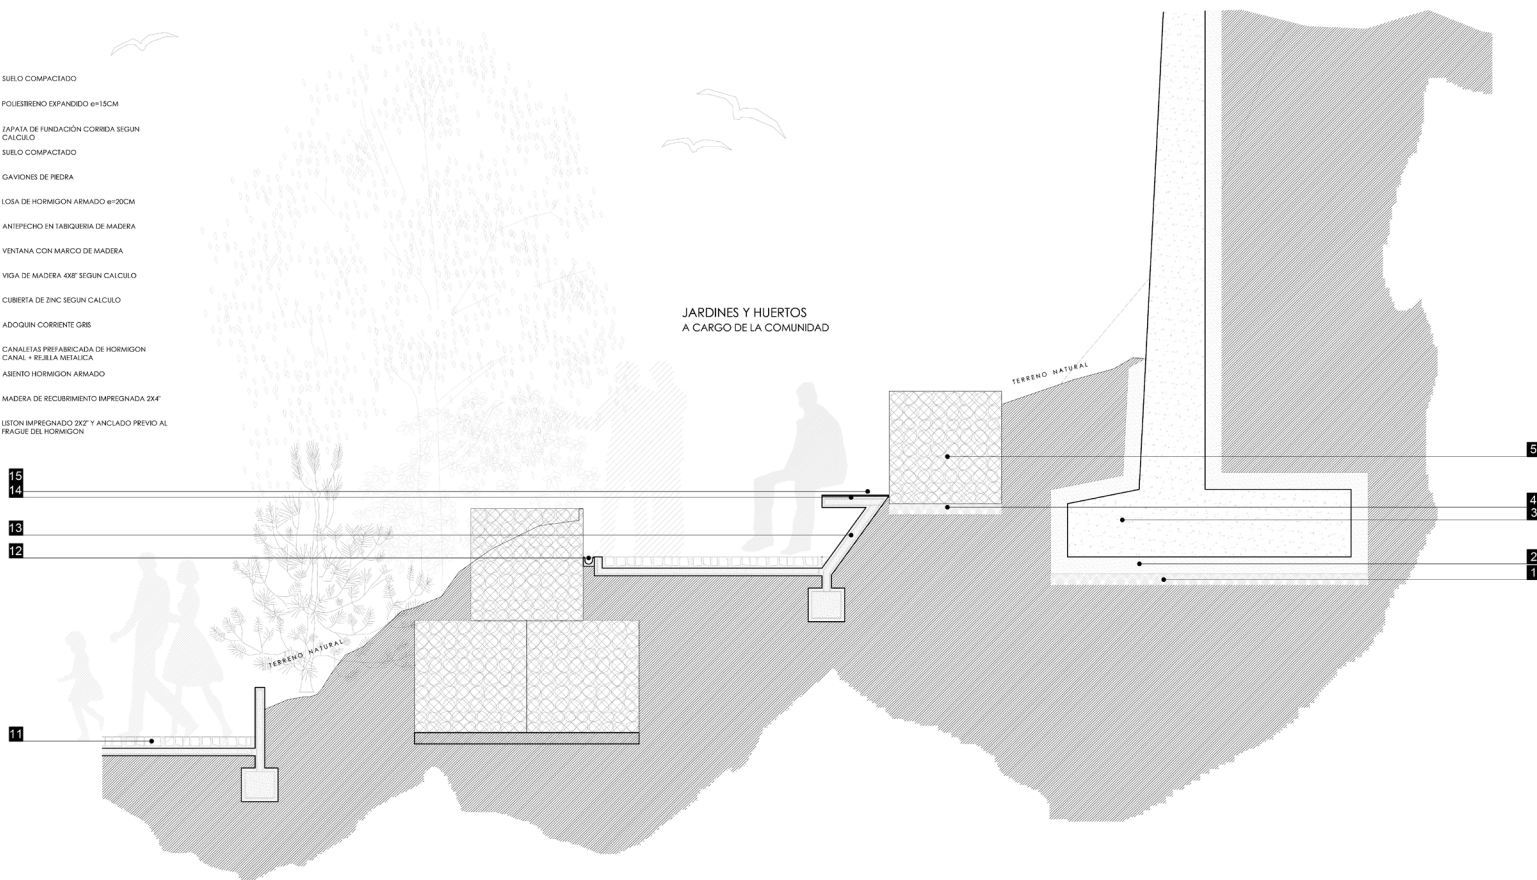 SUELO COMPACTADO
POLIESTIRENO EXPANDIDO e=15CM
ZAPATA DE FUNDACIÓN CORRIDA SEGUN
CALCULO
SUELO COMPACTADO
GAVIONES DE PIEDRA
LOSA DE HORMIGON ARMADO e=20CM
ANTEPECHO EN TABIQUERIA DE MADERA
VENTANA CON MARCO DE MADERA
VIGA DE MADERA 4X8" SEGUN CALCULO
CUBIERTA DE ZINC SEGUN CALCULO
ADOQUIN CORRIENTE GRIS
CANALETAS PREFABRICADA DE HORMIGON
CANAL + REJILLA METALICA
ASIENTO HORMIGON ARMADO
MADERA DE RECUBRIMIENTO IMPREGNADA 2X4"
LISTON IMPREGNADO 2X2" Y ANCLADO PREVIO AL
FRAGUE DEL HORMIGON
JARDINES Y HUERTOS
A CARGO DE LA COMUNIDAD
TERRENO NATURAL
5
15
14
4
3
13
12
2
1
TERRENO NATURAL
11